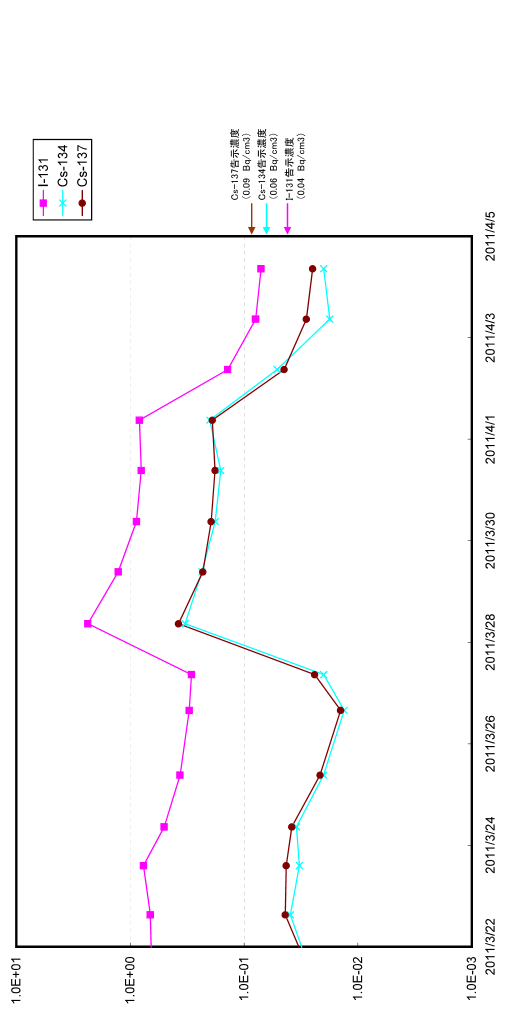 I-131
Cs-134
Cs-137
Cs-137告示濃度
(0.09 Bq/cm3)
Cs-134告示濃度
(0.06 Bq/cm3)
I-131告示濃度
(0.04 Bq/cm3)
1.0E+01
1.0E+00
1.0E-01
1.0E-02
1.0E-03
2011/3/22
2011/3/24
2011/3/26
2011/3/28
2011/3/30
2011/4/1
2011/4/3
2011/4/5